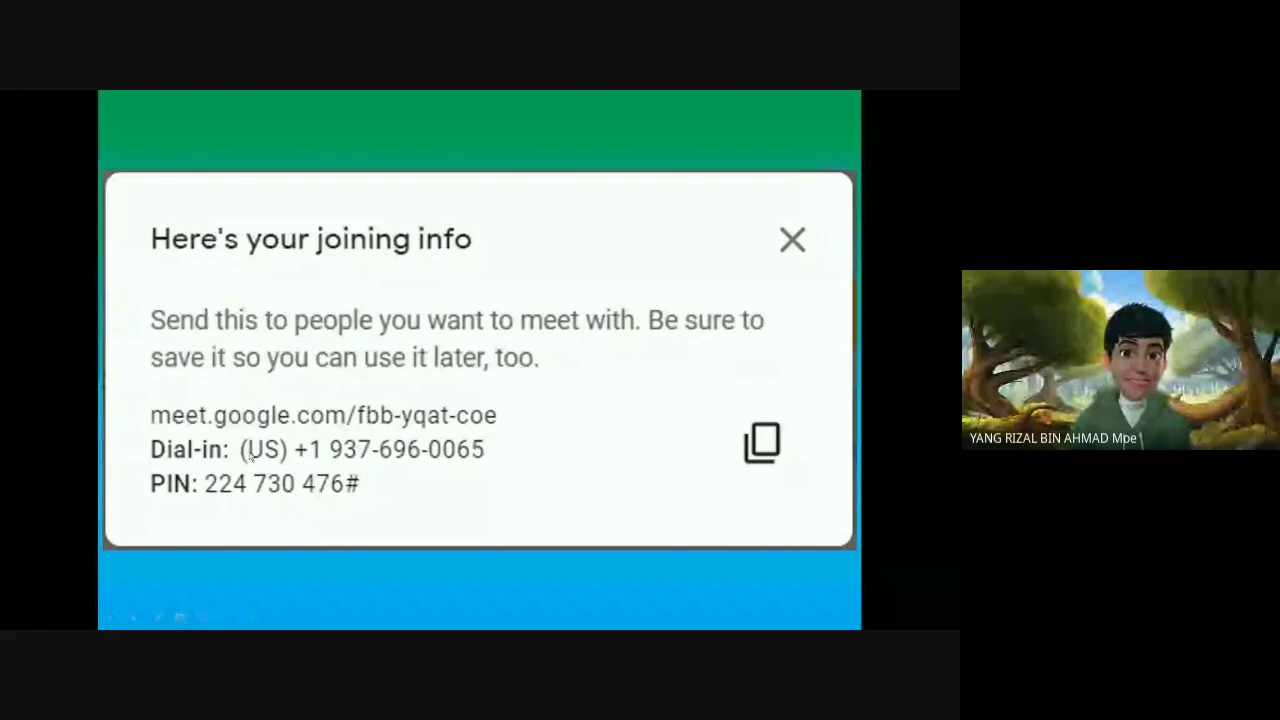 Here's your joining info
Send this to people you want to meet with. Be sure to
save it so you can use it later, too.
meet.google.com/fbb-yqat-coe
Dial-in: (US) +1 937-696-0065
PIN: 224 730 476#
YANG RIZAL BIN AHMAD Mpe